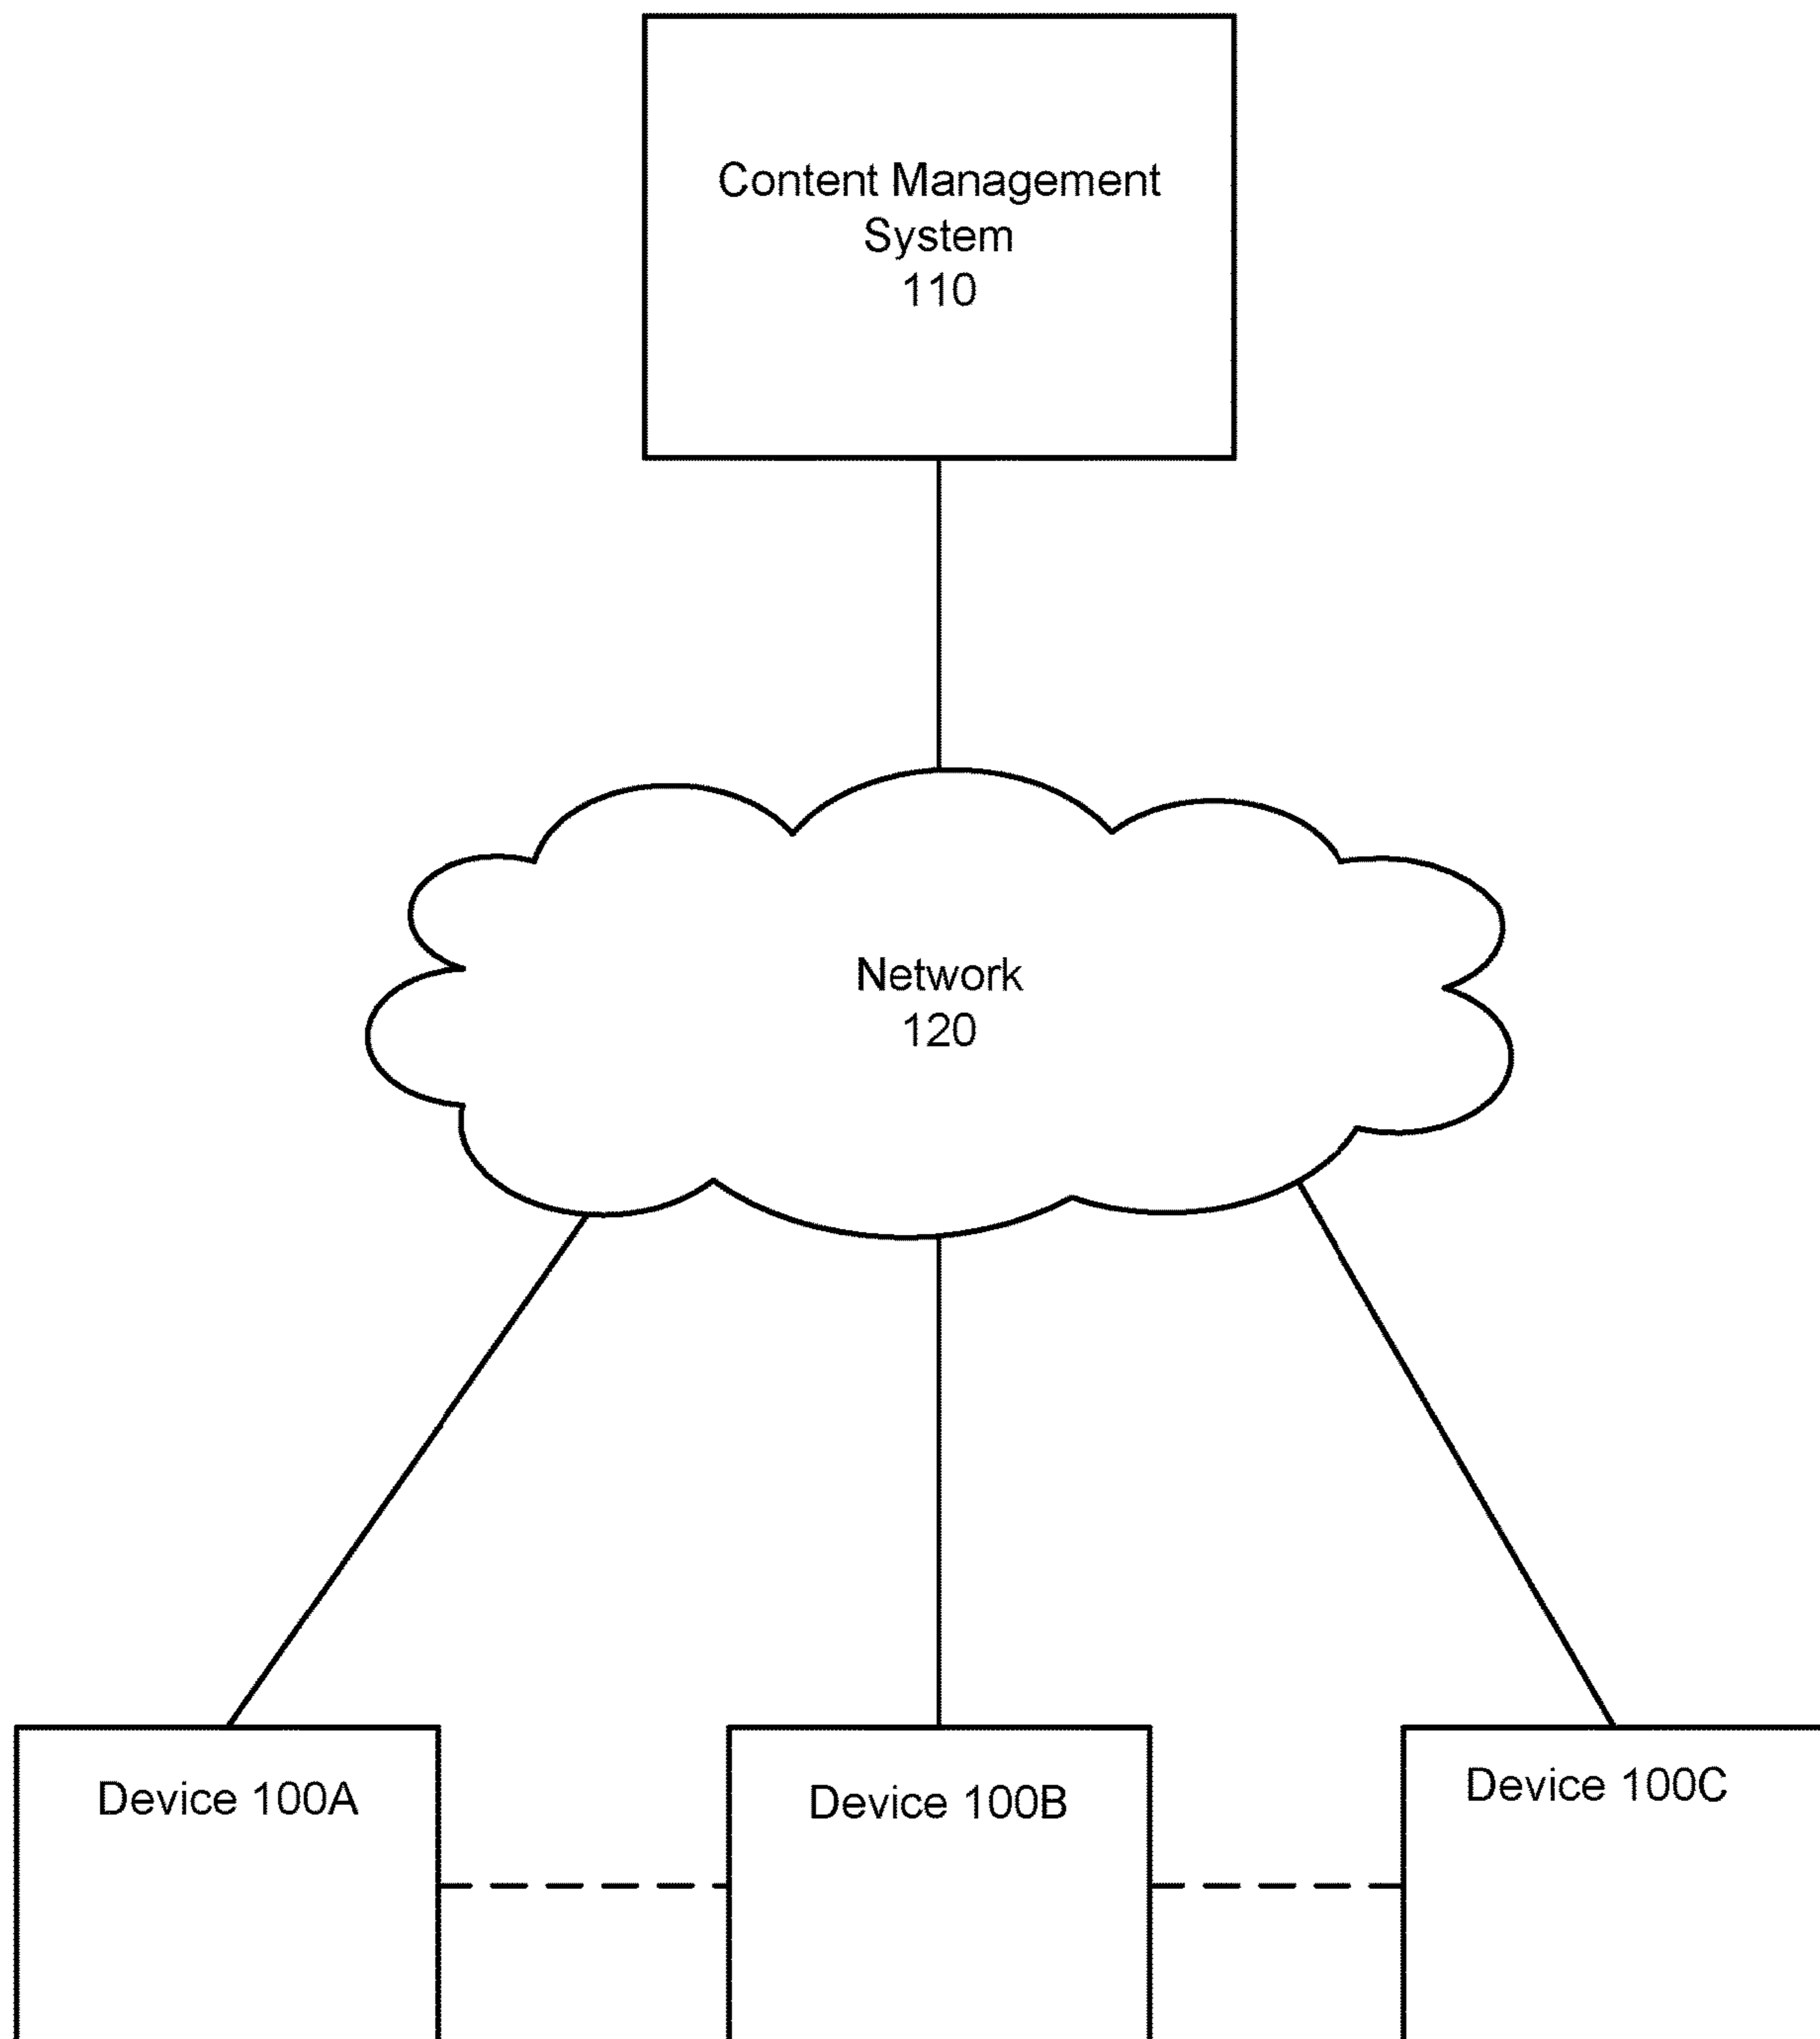 Content Management
System
110
Network
120
Device 100A
Device 100B
Device 100C